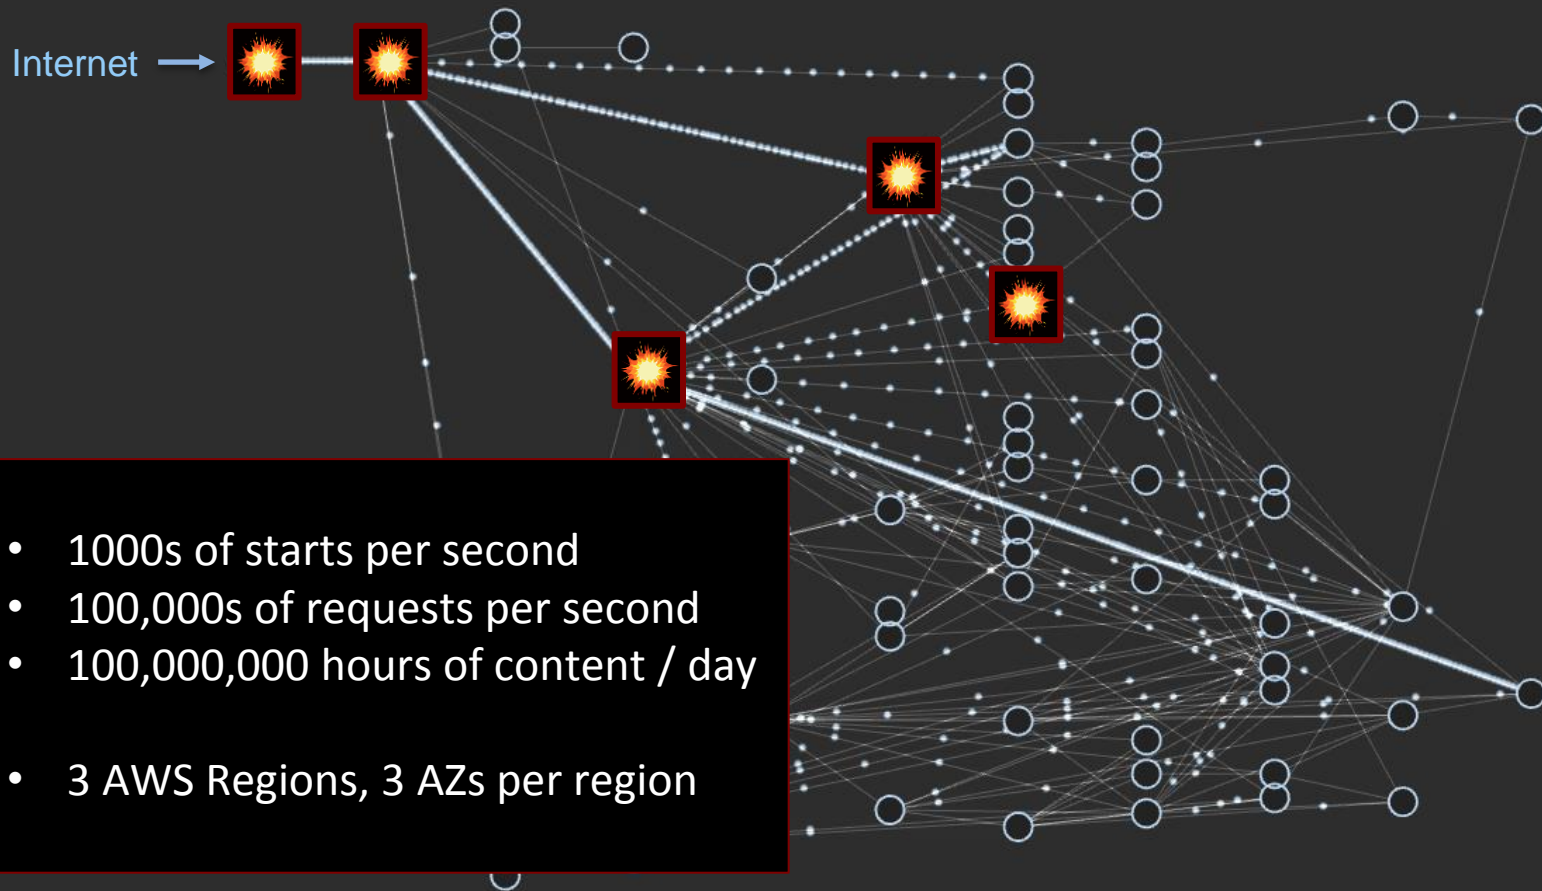 Internet
• 1000s of starts per second
• 100,000s of requests per second
• 100,000,000 hours of content / day
• 3 AWS Regions, 3 AZs per region